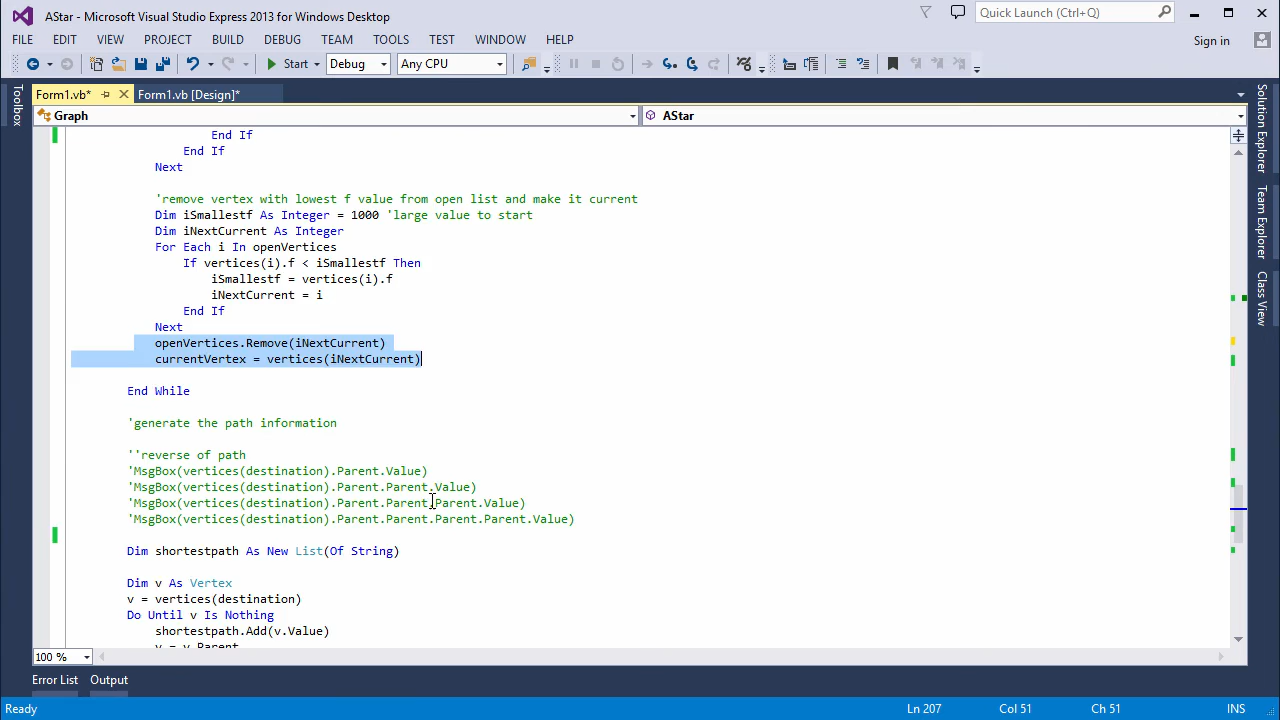 AStar - Microsoft Visual Studio Express 2013 for Windows Desktop
Quick Launch (Ctrl+Q)
FILE EDIT VIEW PROJECT BUILD DEBUG TEAM TOOLS TEST WINDOW HELP
Sign in
Start Debug Any CPU
Form1.vb* Form1.vb [Design]*
Graph AStar
Toolbox
Solution Explorer
Team Explorer
Class View
End If
End If
Next
'remove vertex with lowest f value from open list and make it current
Dim iSmallestf As Integer = 1000 'large value to start
Dim iNextCurrent As Integer
For Each i In openVertices
If vertices(i).f < iSmallestf Then
iSmallestf = vertices(i).f
iNextCurrent = i
End If
Next
openVertices.Remove(iNextCurrent)
currentVertex = vertices(iNextCurrent)
End While
'generate the path information
''reverse of path
'MsgBox(vertices(destination).Parent.Value)
'MsgBox(vertices(destination).Parent.Parent.Value)
'MsgBox(vertices(destination).Parent.Parent.Parent.Value)
'MsgBox(vertices(destination).Parent.Parent.Parent.Parent.Value)
Dim shortestpath As New List(Of String)
Dim v As Vertex
v = vertices(destination)
Do Until v Is Nothing
shortestpath.Add(v.Value)
v = v.Parent
100 %
Error List Output
Ready Ln 207 Col 51 Ch 51 INS